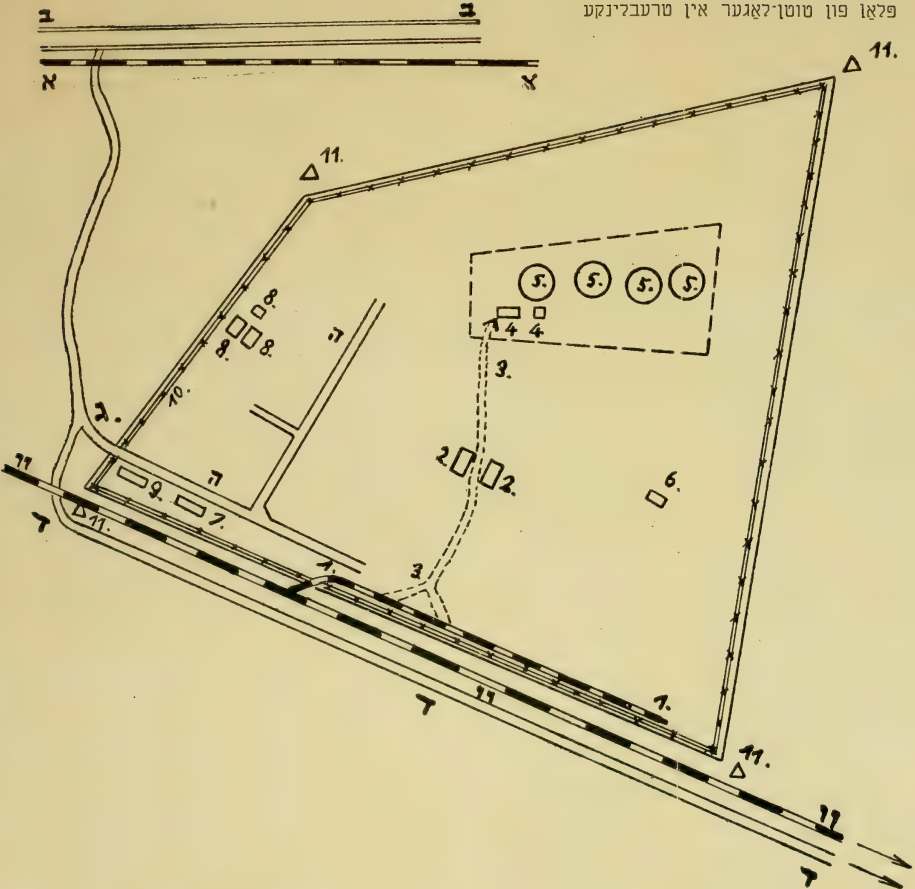 פּלאַן פון טויטן־לאַגער אין טרעבלינקע
ב ב
א א
11.
11.
5. 5. 5. 5.
4 4
8.
8. 8.
ה
3.
10.
ג.
2 2.
6.
װ
ה
9. 7.
11.
ד
1.
3.
1.
װ
ד
11.
װ
ד